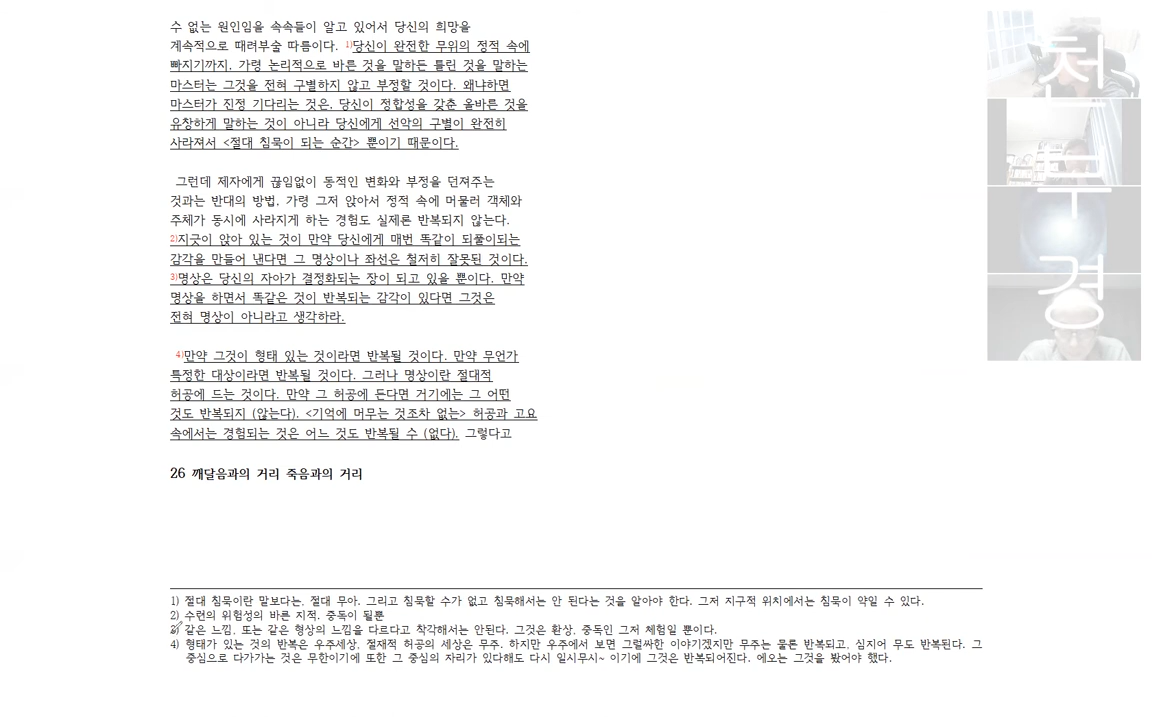 수 없는 원인임을 속속들이 알고 있어서 당신의 희망을
계속적으로 때려부술 따름이다. 1)당신이 완전한 무위의 정적 속에
빠지기까지, 가령 논리적으로 바른 것을 말하든 틀린 것을 말하는
마스터는 그것을 전혀 구별하지 않고 부정할 것이다. 왜냐하면
마스터가 진정 기다리는 것은, 당신이 정합성을 갖춘 올바른 것을
유창하게 말하는 것이 아니라 당신에게 선악의 구별이 완전히
사라져서 <절대 침묵이 되는 순간> 뿐이기 때문이다.
그런데 제자에게 끊임없이 동적인 변화와 부정을 던져주는
것과는 반대의 방법, 가령 그저 앉아서 정적 속에 머물러 객체와
주체가 동시에 사라지게 하는 경험도 실제론 반복되지 않는다.
2)지긋이 앉아 있는 것이 만약 당신에게 매번 똑같이 되풀이되는
감각을 만들어 낸다면 그 명상이나 좌선은 철저히 잘못된 것이다.
3)명상은 당신의 자아가 결정화되는 장이 되고 있을 뿐이다. 만약
명상을 하면서 똑같은 것이 반복되는 감각이 있다면 그것은
전혀 명상이 아니라고 생각하라.
4)만약 그것이 형태 있는 것이라면 반복될 것이다. 만약 무언가
특정한 대상이라면 반복될 것이다. 그러나 명상이란 절대적
허공에 드는 것이다. 만약 그 허공에 든다면 거기에는 그 어떤
것도 반복되지 (않는다). <기억에 머무는 것조차 없는> 허공과 고요
속에서는 경험되는 것은 어느 것도 반복될 수 (없다). 그렇다고
26 깨달음과의 거리 죽음과의 거리
1) 절대 침묵이란 말보다는, 절대 무아, 그리고 침묵할 수가 없고 침묵해서는 안 된다는 것을 알아야 한다. 그저 지구적 위치에서는 침묵이 약일 수 있다.
2) 수련의 위험성의 바른 지적, 중독이 될뿐
3) 같은 느낌, 또는 같은 형상의 느낌을 다르다고 착각해서는 안된다. 그것은 환상, 중독인 그저 체험일 뿐이다.
4) 형태가 있는 것의 반복은 우주세상, 절재적 허공의 세상은 무주, 하지만 우주에서 보면 그럴싸한 이야기겠지만 무주는 물론 반복되고, 심지어 무도 반복된다. 그
중심으로 다가가는 것은 무한이기에 또한 그 중심의 자리가 있다해도 다시 일시무시~ 이기에 그것은 반복되어진다. 에오는 그것을 봤어야 했다.
천
부
경